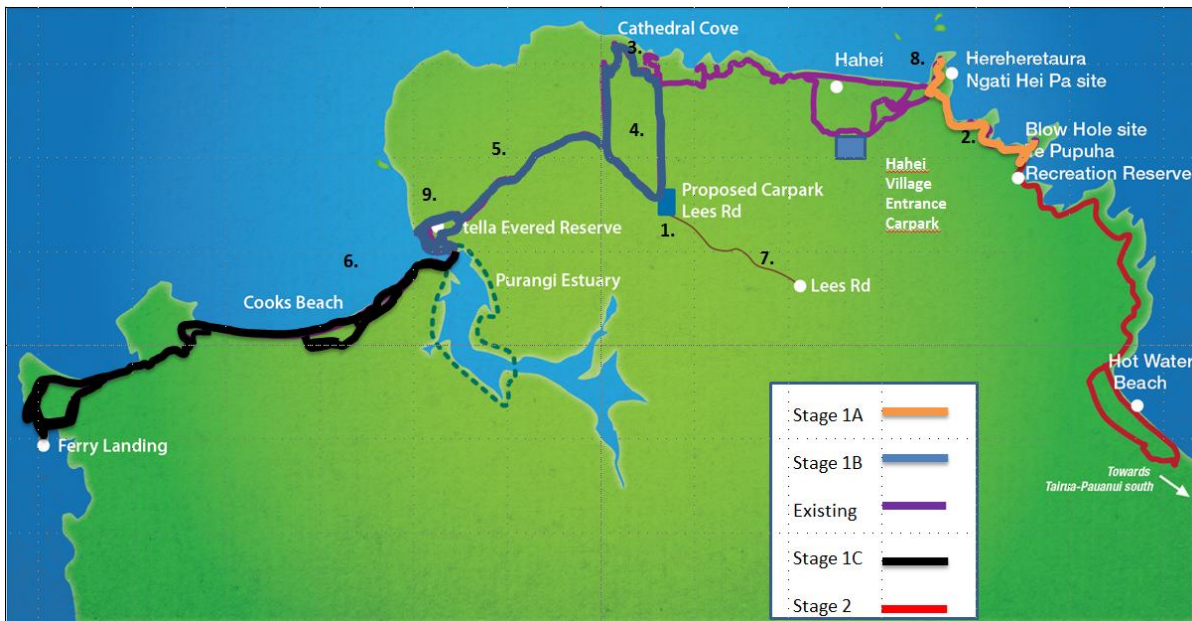 Cathedral Cove
3.
Hahei
8.
Hereheretaura
Ngati Hei Pa site
4.
2.
Blow Hole site
Te Pupuha
Recreation Reserve
5.
Hahei
Village
Entrance
Carpark
9.
Proposed Carpark
Lees Rd
tella Evered Reserve
1.
6.
7.
Purangi Estuary
Lees Rd
Cooks Beach
Hot Water
Beach
Ferry Landing
Stage 1A
Stage 1B
Existing
Stage 1C
Stage 2
Towards
Tairua-Pauanui south